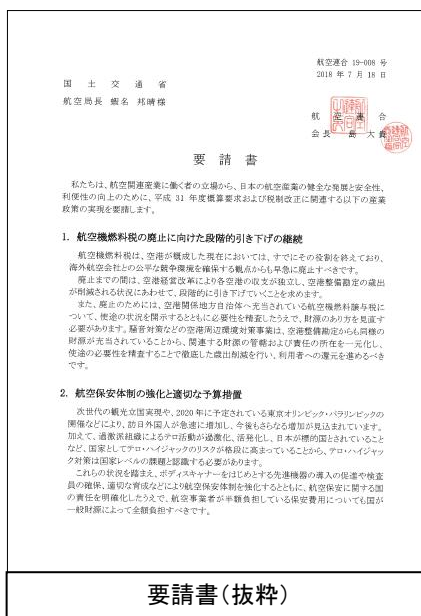 航空連合 19-008 号
2018 年 7 月 18 日
国土交通省
航空局長 蝦名 邦晴様
航空連合
会長 島 大貴
要 請 書
私たちは、航空関連産業に働く者の立場から、日本の航空産業の健全な発展と安全性、
利便性の向上のために、平成 31 年度概算要求および税制改正に関連する以下の産業
政策の実現を要請します。
1. 航空機燃料税の廃止に向けた段階的引き下げの継続
航空機燃料税は、空港が概成した現在においては、すでにその役割を終えており、
海外航空会社との公平な競争環境を確保する観点からも早急に廃止すべきです。
廃止までの間は、空港経営改革により各空港の収支が独立し、空港整備勘定の歳出
が削減される状況にあわせて、段階的に引き下げていくことを求めます。
また、廃止のためには、空港関係地方自治体へ充当されている航空機燃料譲与税に
ついて、使途の状況を開示するとともに必要性を精査したうえで、財源のあり方を見直す
必要があります。騒音対策などの空港周辺環境対策事業は、空港整備勘定からも同様の
財源が充当されていることから、関連する財源の管轄および責任の所在を一元化し、
使途の必要性を精査することで徹底した歳出削減を行い、利用者への還元を進めるべき
です。
2. 航空保安体制の強化と適切な予算措置
次世代の観光立国実現や、2020 年に予定されている東京オリンピック・パラリンピックの
開催などにより、訪日外国人が急速に増加し、今後もさらなる増加が見込まれています。
加えて、過激派組織によるテロ活動が過激化、活発化し、日本が標的国とされていること
など、国家としてテロ・ハイジャックのリスクが格段に高まっていることから、テロ・ハイジャッ
ク対策は国家レベルの課題と認識する必要があります。
これらの状況を踏まえ、ボディスキャナーをはじめとする先進機器の導入の促進や検査
員の確保、適切な育成などにより航空保安体制を強化するとともに、航空保安に関する国
の責任を明確化したうえで、航空事業者が半額負担している保安費用についても国が
一般財源によって全額負担すべきです。
要請書(抜粋)